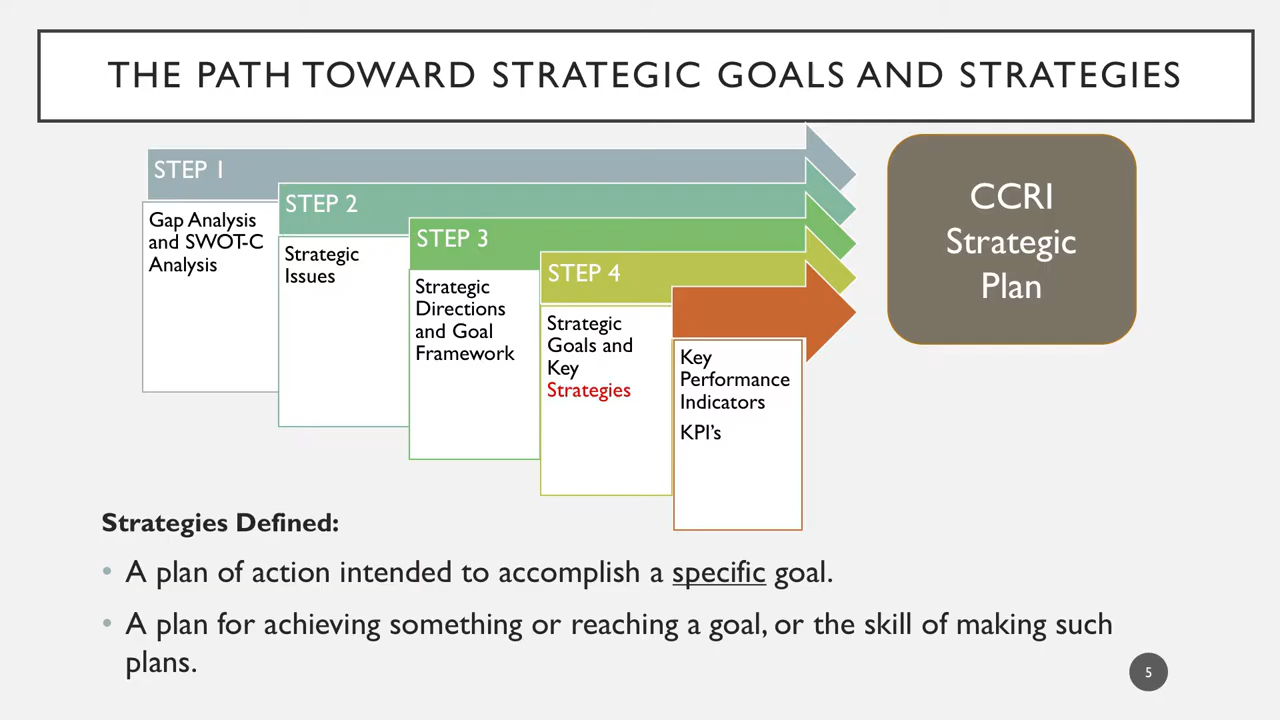 THE PATH TOWARD STRATEGIC GOALS AND STRATEGIES
STEP 1
Gap Analysis
and SWOT-C
Analysis
STEP 2
Strategic
Issues
STEP 3
Strategic
Directions
and Goal
Framework
STEP 4
Strategic
Goals and
Key
Strategies
Key
Performance
Indicators
KPI's
CCRI
Strategic
Plan
Strategies Defined:
• A plan of action intended to accomplish a specific goal.
• A plan for achieving something or reaching a goal, or the skill of making such
plans.
5